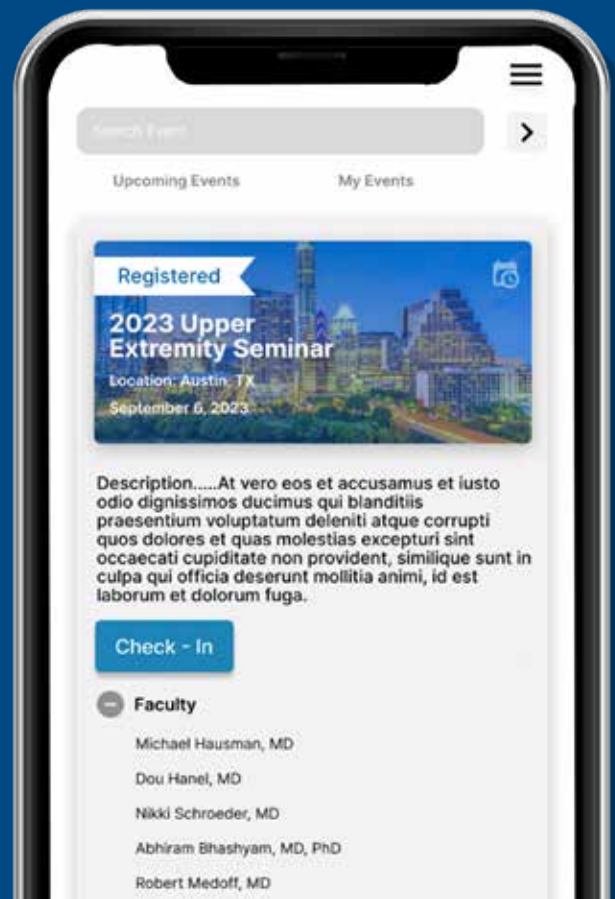 Search Event
Upcoming Events
My Events
Registered
2023 Upper
Extremity Seminar
Location: Austin, TX
September 6, 2023
Description.....At vero eos et accusamus et iusto
odio dignissimos ducimus qui blanditiis
praesentium voluptatum deleniti atque corrupti
quos dolores et quas molestias excepturi sint
occaecati cupiditate non provident, similique sunt in
culpa qui officia deserunt mollitia animi, id est
laborum et dolorum fuga.
Check - In
Faculty
Michael Hausman, MD
Dou Hanel, MD
Nikki Schroeder, MD
Abhiram Bhashyam, MD, PhD
Robert Medoff, MD